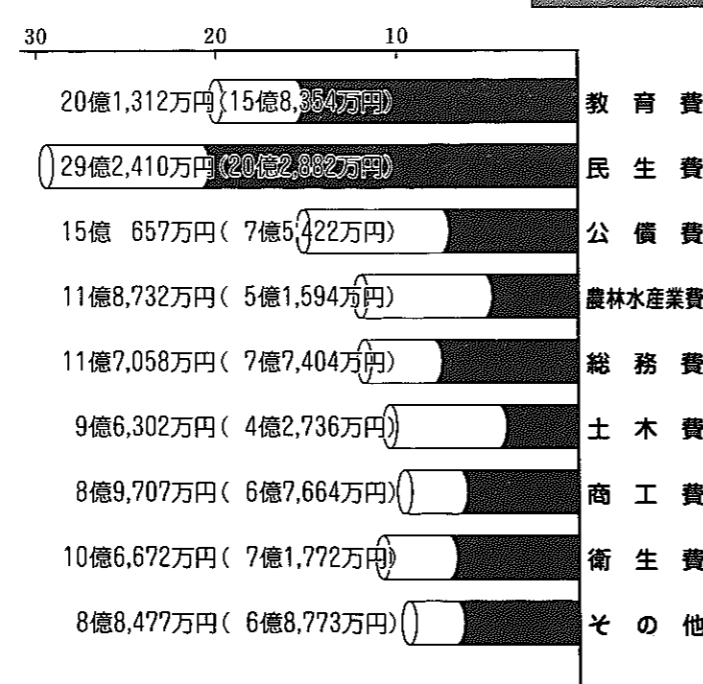 30 20 10
20億1,312万円(15億8,354万円) 教育費
29億2,410万円(20億2,882万円) 民生費
15億 657万円( 7億5,422万円) 公債費
11億8,732万円( 5億1,594万円) 農林水産業費
11億7,058万円( 7億7,404万円) 総務費
9億6,302万円( 4億2,736万円) 土木費
8億9,707万円( 6億7,664万円) 商工費
10億6,672万円( 7億1,772万円) 衛生費
8億8,477万円( 6億8,773万円) その他